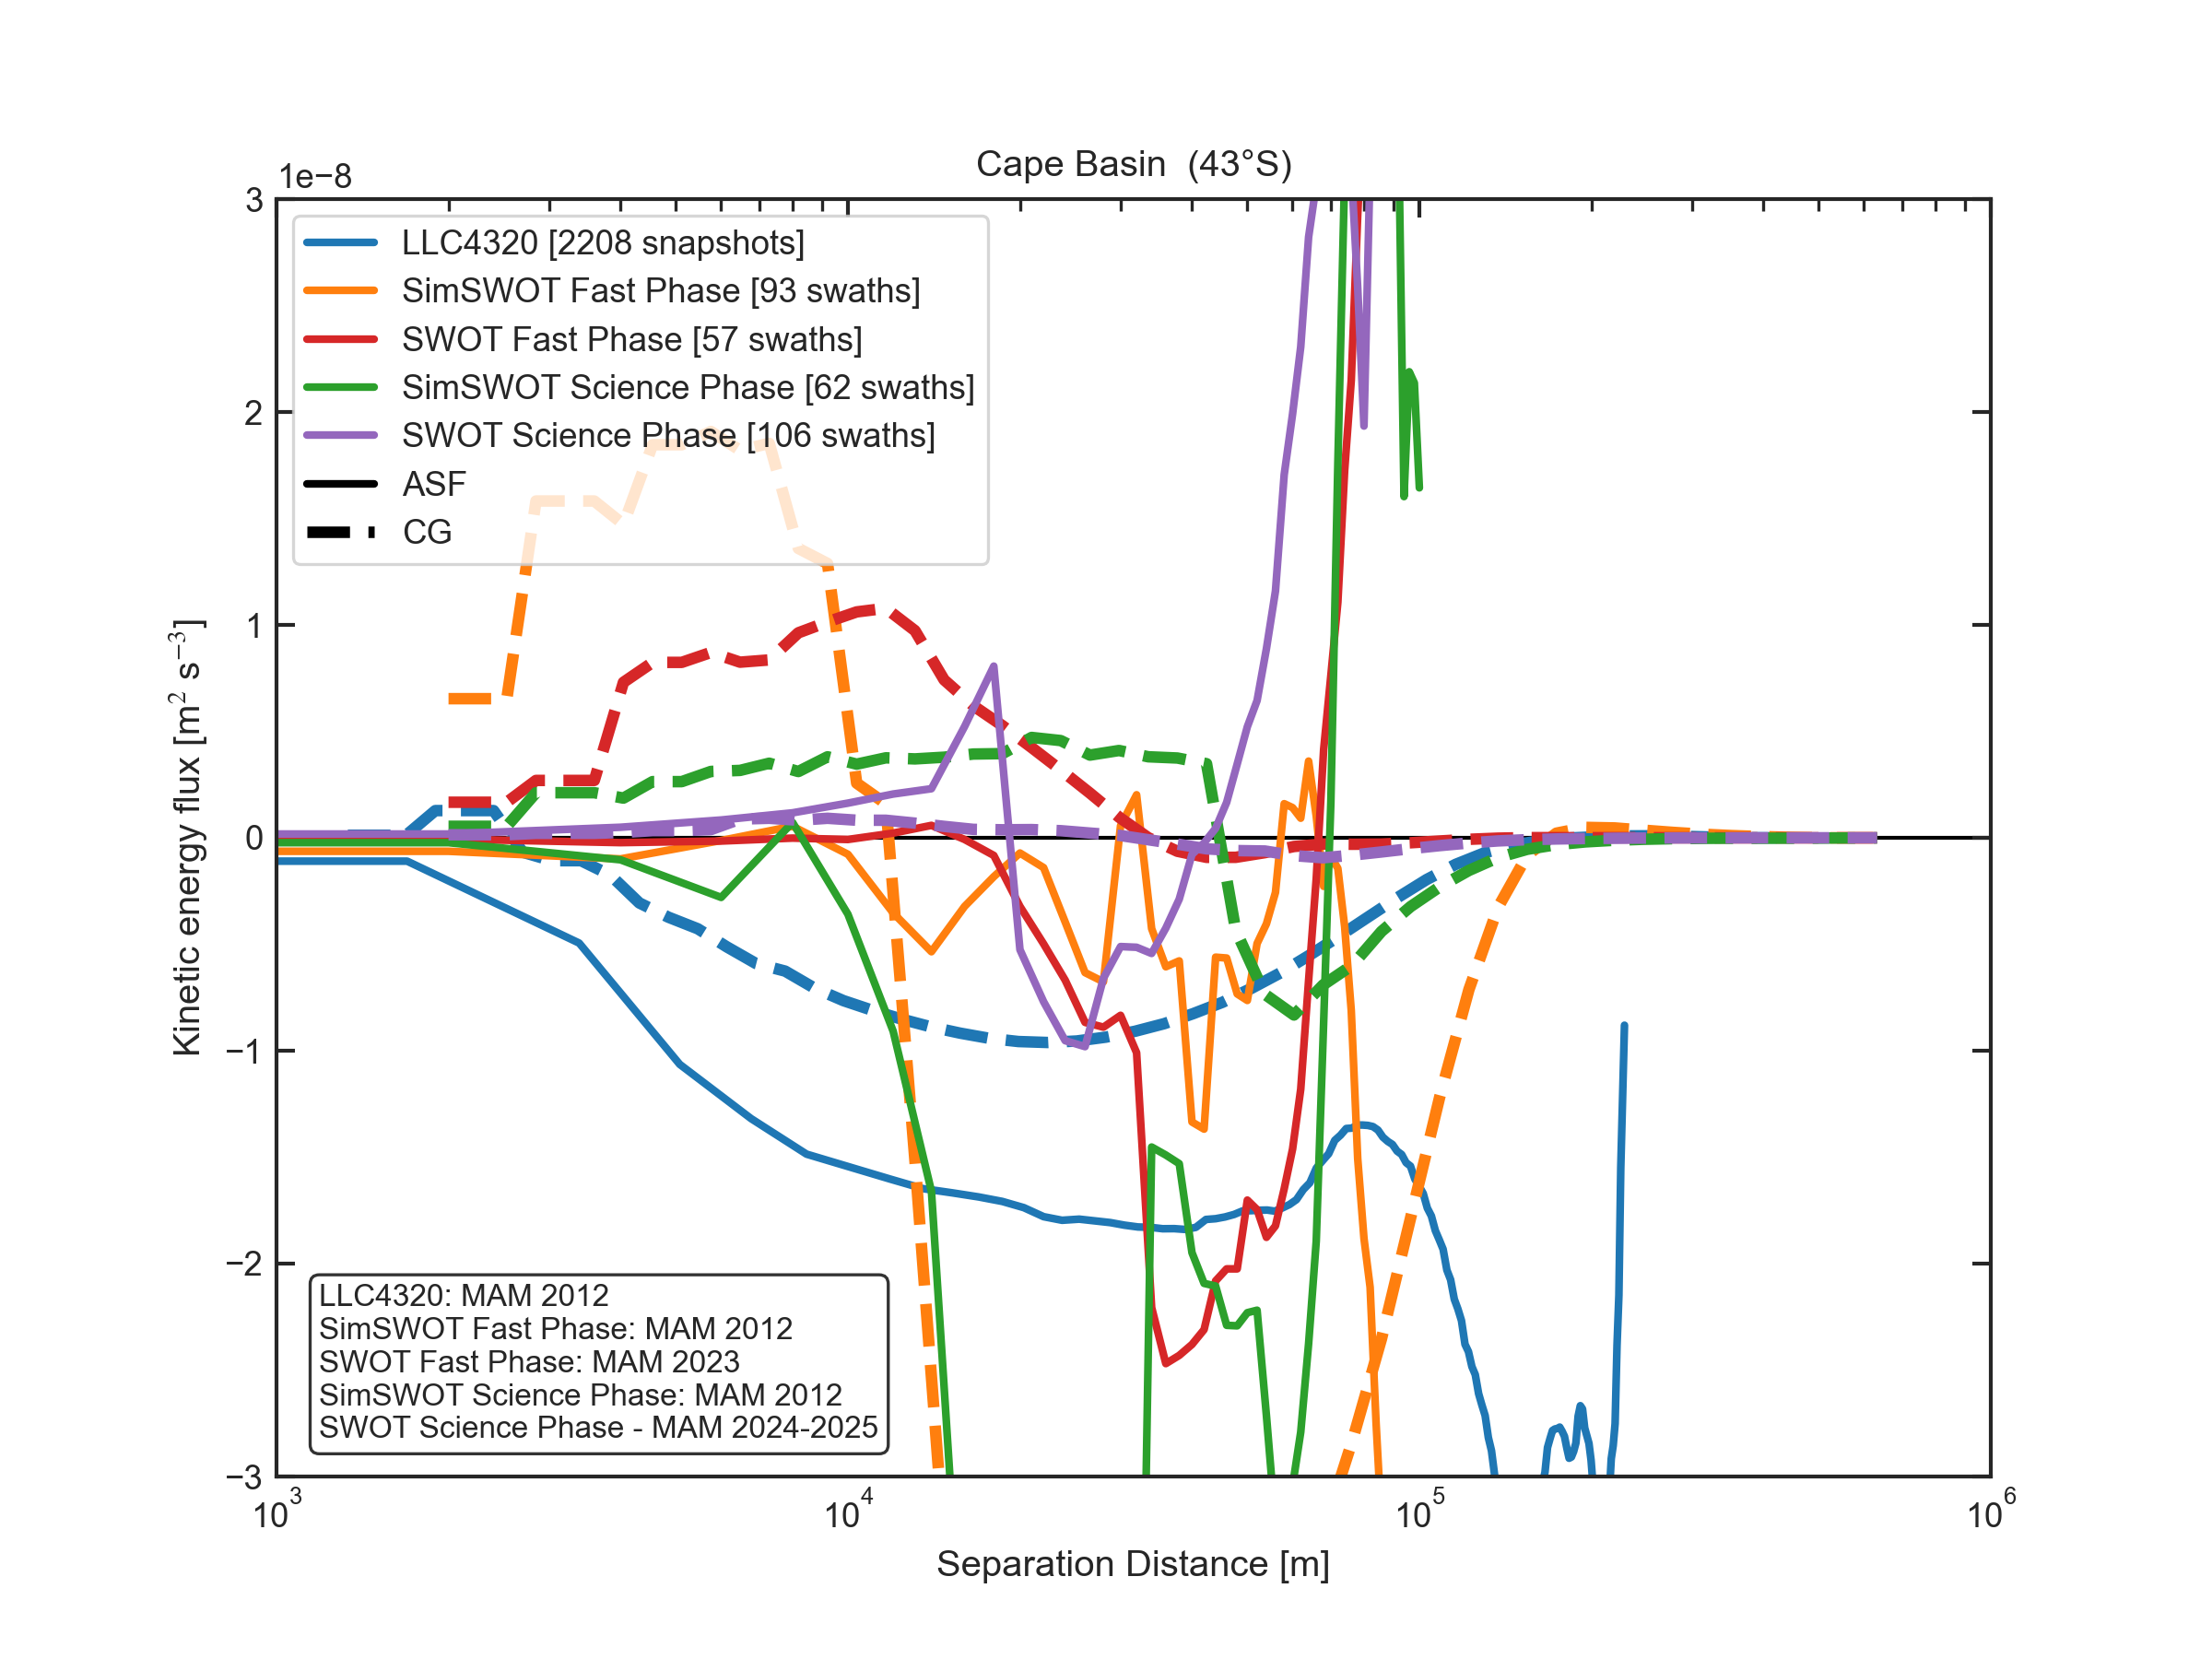 Cape Basin (43°S)
1e−8
3
2
1
0
−1
−2
−3
Kinetic energy flux [m² s⁻³]
LLC4320 [2208 snapshots]
SimSWOT Fast Phase [93 swaths]
SWOT Fast Phase [57 swaths]
SimSWOT Science Phase [62 swaths]
SWOT Science Phase [106 swaths]
ASF
CG
LLC4320: MAM 2012
SimSWOT Fast Phase: MAM 2012
SWOT Fast Phase: MAM 2023
SimSWOT Science Phase: MAM 2012
SWOT Science Phase - MAM 2024-2025
10³ 10⁴ 10⁵ 10⁶
Separation Distance [m]